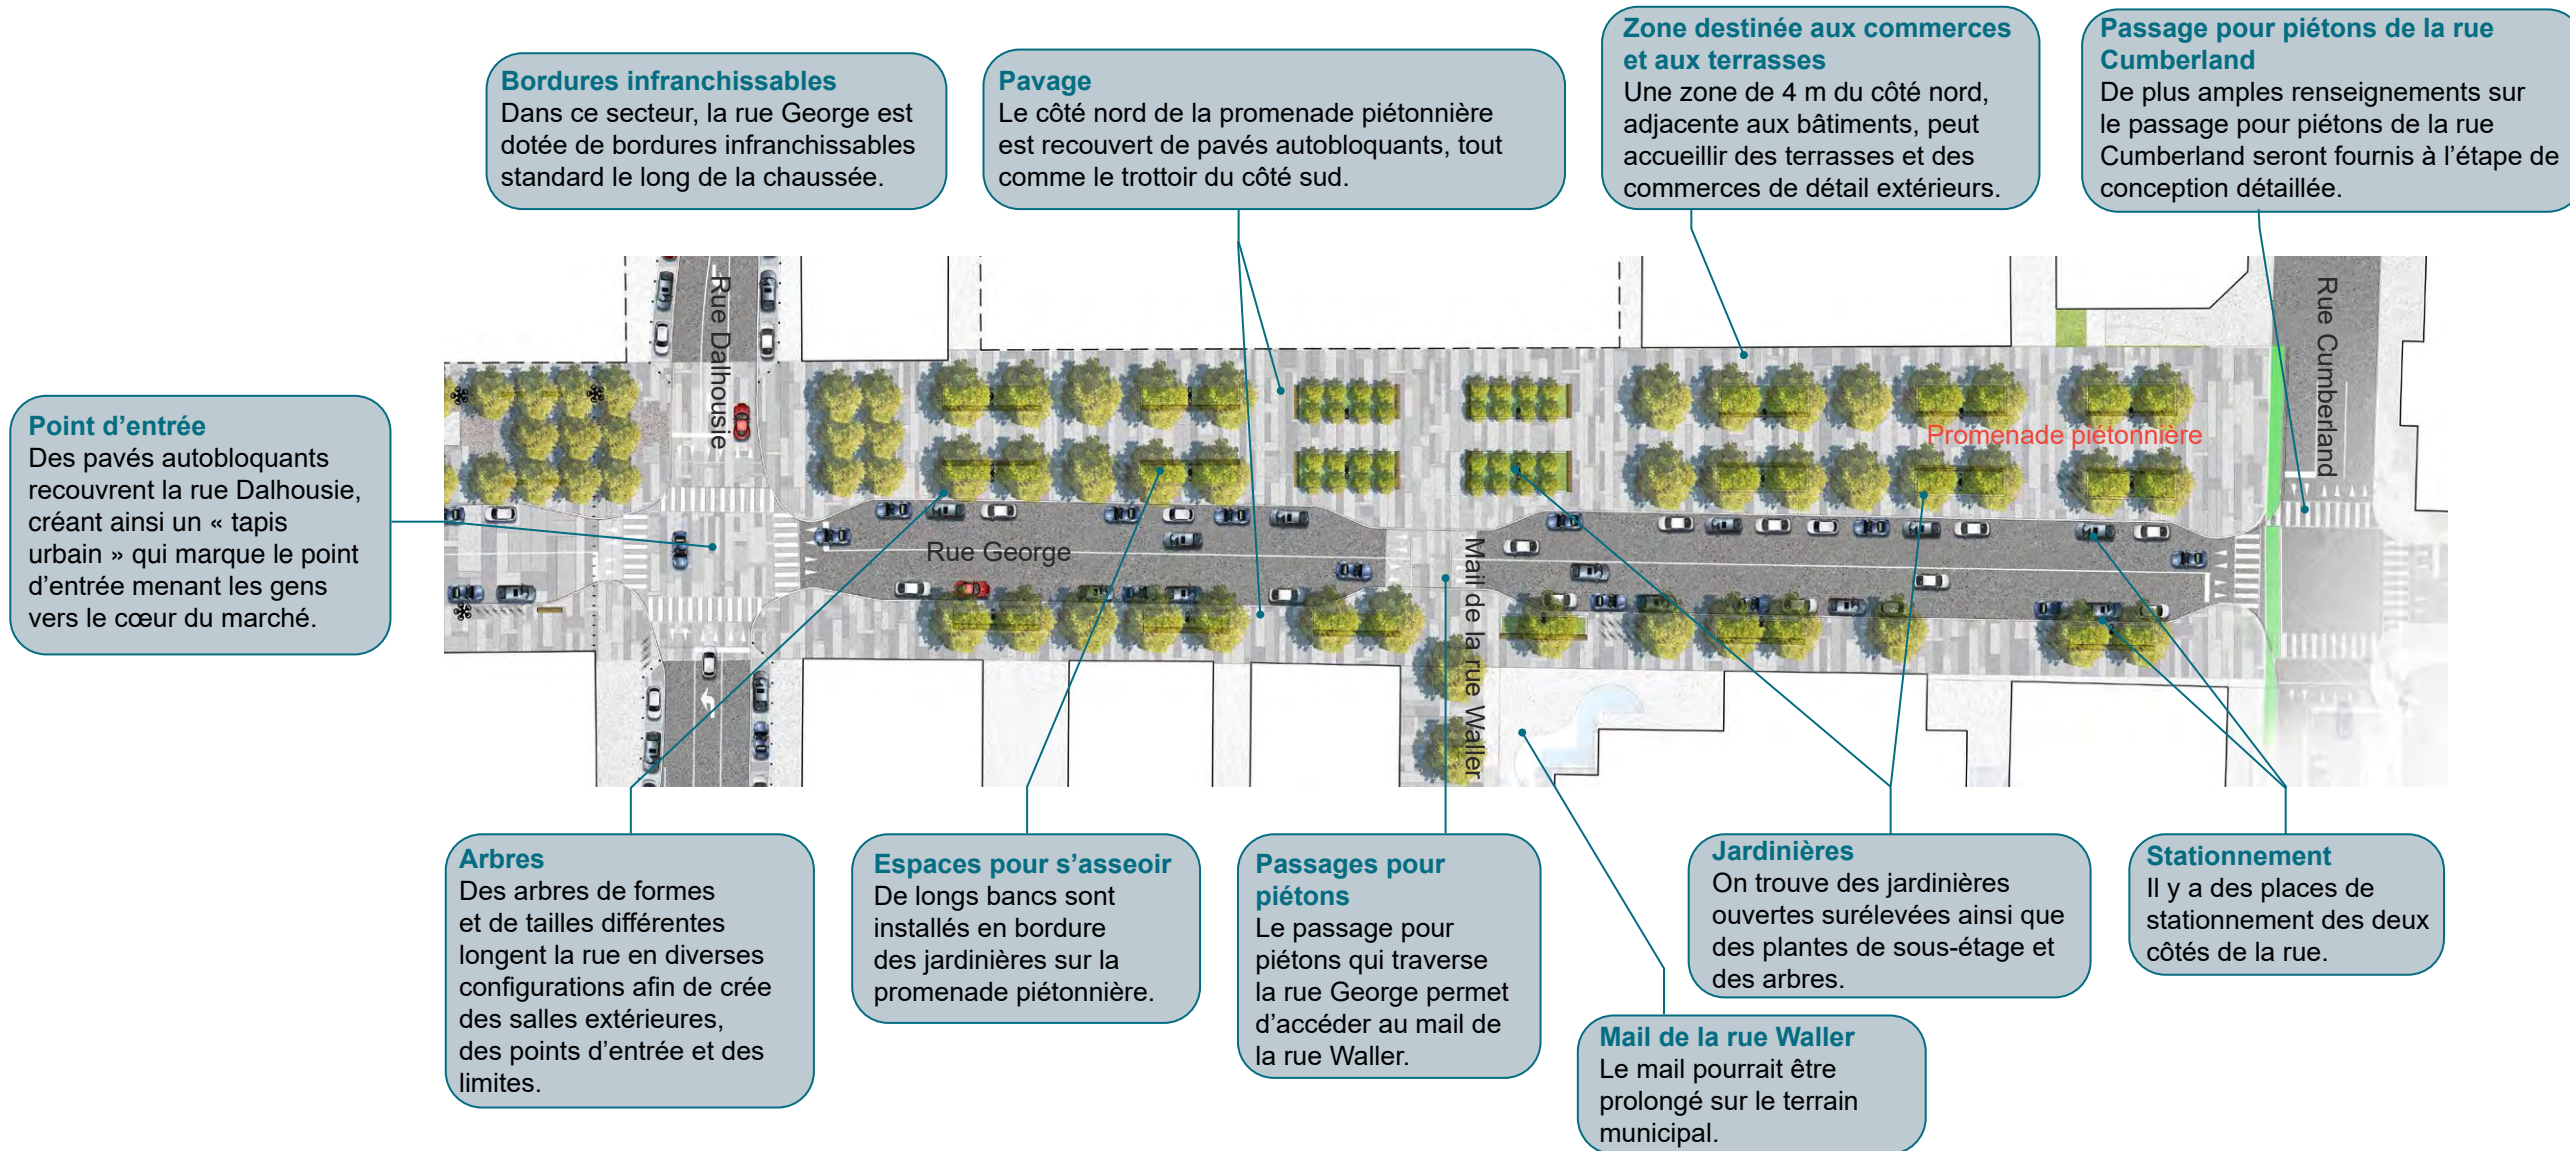 Bordures infranchissables
Dans ce secteur, la rue George est
dotée de bordures infranchissables
standard le long de la chaussée.
Pavage
Le côté nord de la promenade piétonnière
est recouvert de pavés autobloquants, tout
comme le trottoir du côté sud.
Zone destinée aux commerces
et aux terrasses
Une zone de 4 m du côté nord,
adjacente aux bâtiments, peut
accueillir des terrasses et des
commerces de détail extérieurs.
Passage pour piétons de la rue
Cumberland
De plus amples renseignements sur
le passage pour piétons de la rue
Cumberland seront fournis à l’étape de
conception détaillée.
Point d’entrée
Des pavés autobloquants
recouvrent la rue Dalhousie,
créant ainsi un « tapis
urbain » qui marque le point
d’entrée menant les gens
vers le cœur du marché.
Rue Dalhousie
Rue George
Mail de la rue Waller
Promenade piétonnière
Rue Cumberland
Arbres
Des arbres de formes
et de tailles différentes
longent la rue en diverses
configurations afin de crée
des salles extérieures,
des points d’entrée et des
limites.
Espaces pour s’asseoir
De longs bancs sont
installés en bordure
des jardinières sur la
promenade piétonnière.
Passages pour
piétons
Le passage pour
piétons qui traverse
la rue George permet
d’accéder au mail de
la rue Waller.
Mail de la rue Waller
Le mail pourrait être
prolongé sur le terrain
municipal.
Jardinières
On trouve des jardinières
ouvertes surélevées ainsi que
des plantes de sous-étage et
des arbres.
Stationnement
Il y a des places de
stationnement des deux
côtés de la rue.